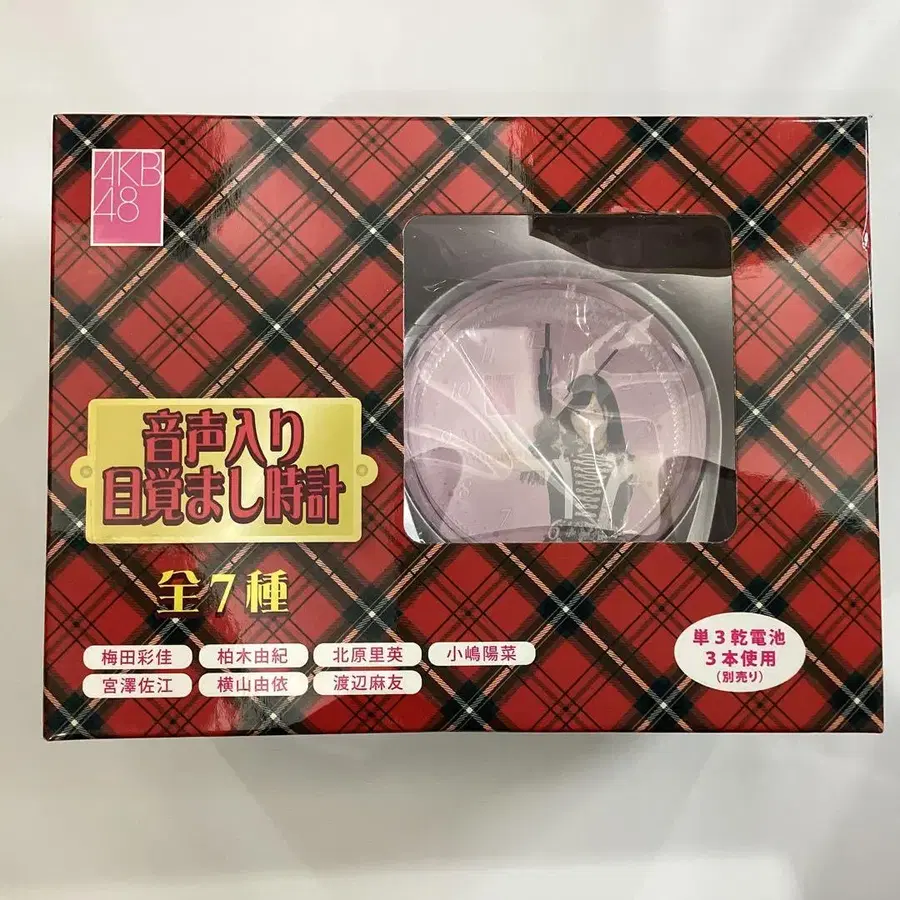 AKB
48
音声入り
目覚まし時計
全7種
梅田彩佳 柏木由紀 北原里英 小嶋陽菜
宮澤佐江 横山由依 渡辺麻友
単3乾電池
3本使用
(別売り)
6